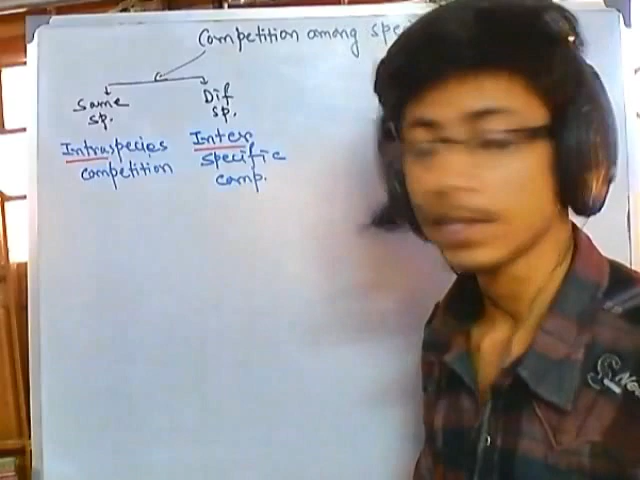 Competition among spe
Same
sp.
Dif
sp.
Intraspecies
competition
Inter
specific
comp.